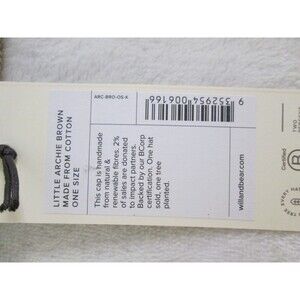 LITTLE ARCHIE BROWN
MADE FROM COTTON
ONE SIZE
ARC-BRO-OS-K
9 352954 006166
This cap is handmade
from natural &
renewable fibres. 2%
of sales are donated
to impact partners.
Backed by our BCorp
certification. One hat
sold, one tree
planted.
willandbear.com
Certified
B
EVERY